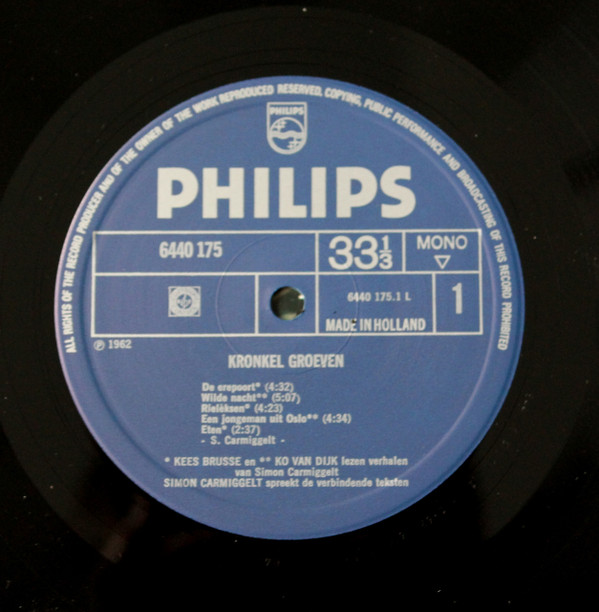 ALL RIGHTS OF THE RECORD PRODUCER AND OF THE OWNER OF THE WORK REPRODUCED RESERVED. COPYING, PUBLIC PERFORMANCE AND BROADCASTING OF THIS RECORD PROHIBITED
PHILIPS
PHILIPS
6440 175
33 1/3
MONO
▽
6440 175.1 L
1
MADE IN HOLLAND
℗ 1962
KRONKEL GROEVEN
De erepoort* (4:32)
Wilde nacht** (5:07)
Rielèksen* (4:23)
Een jongeman uit Oslo** (4:34)
Eten* (2:37)
- S. Carmiggelt -
* KEES BRUSSE en ** KO VAN DIJK lezen verhalen
van Simon Carmiggelt
SIMON CARMIGGELT spreekt de verbindende teksten